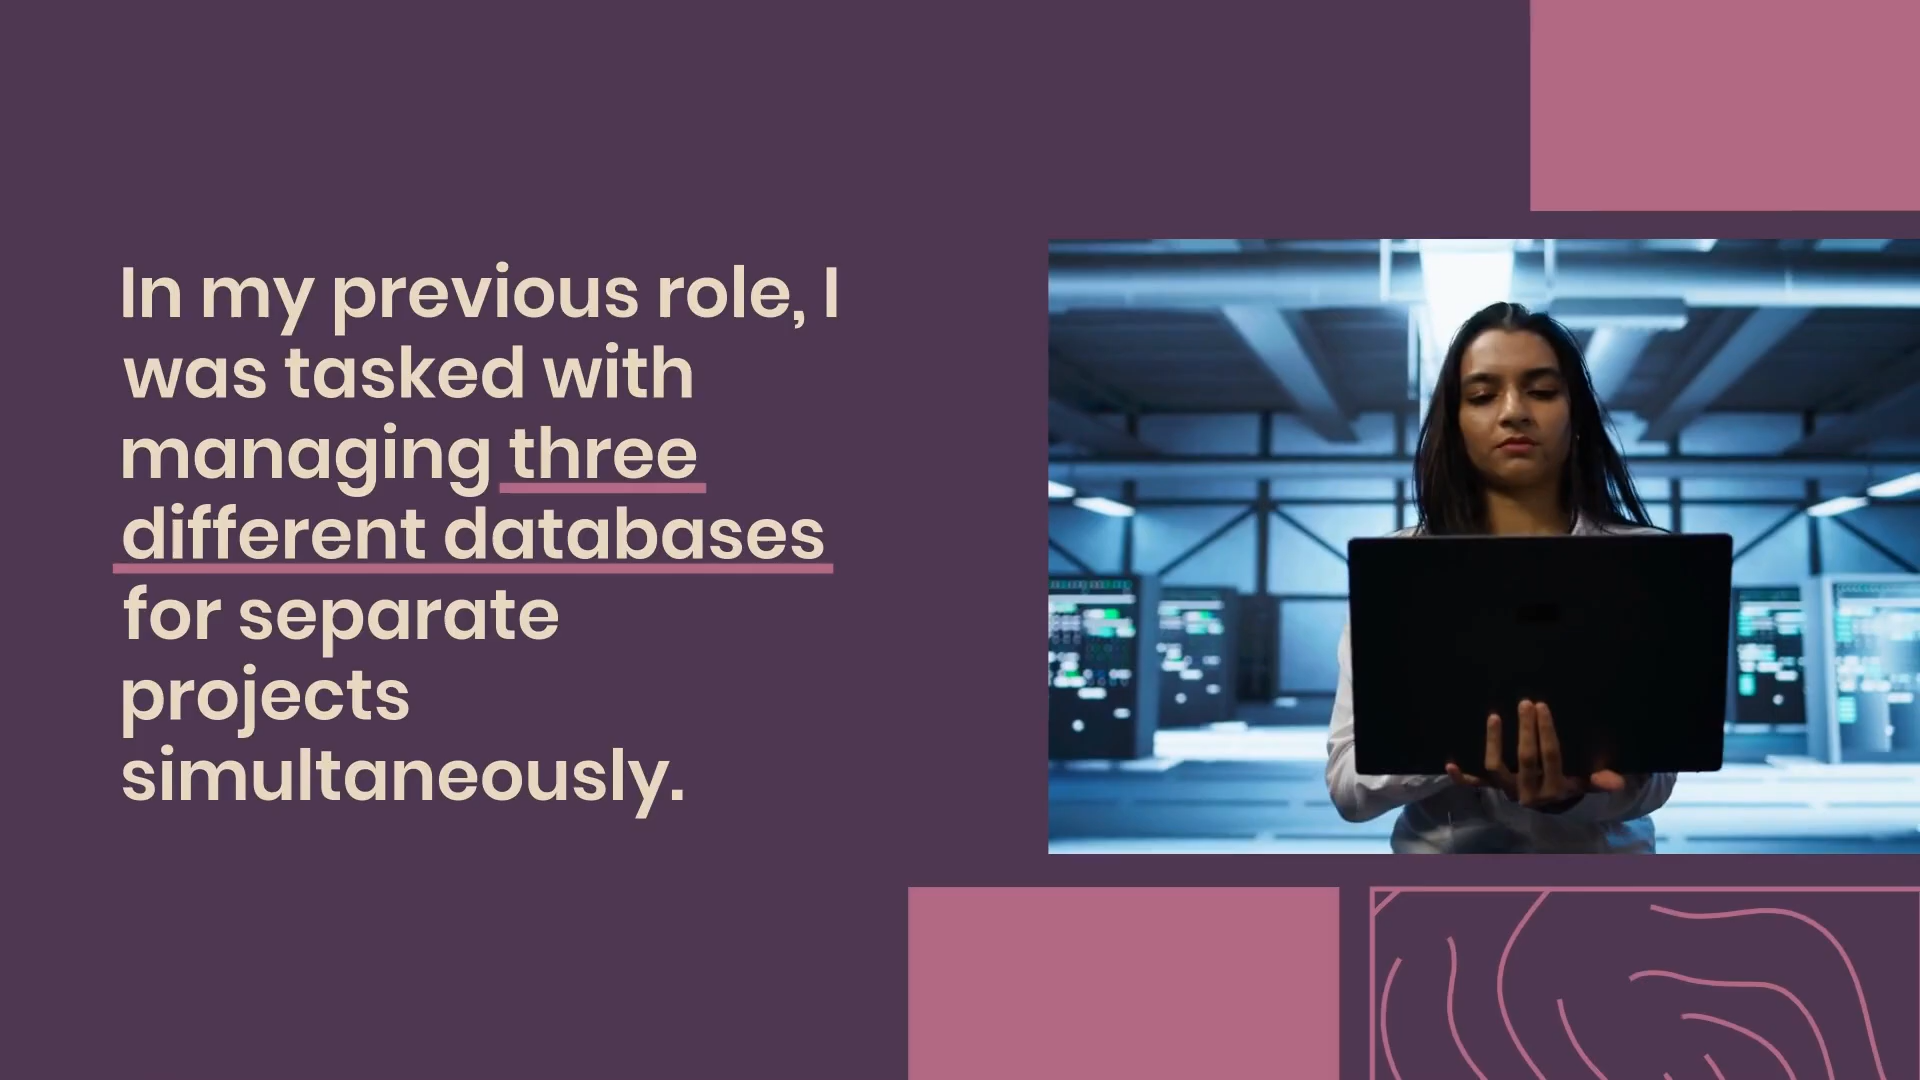 In my previous role, I
was tasked with
managing three
different databases
for separate
projects
simultaneously.